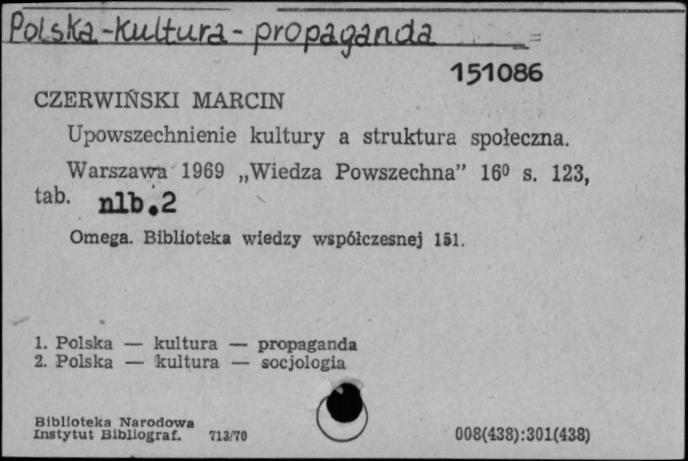 Polska-kultura-propaganda
151086
CZERWIŃSKI MARCIN
Upowszechnienie kultury a struktura społeczna.
Warszawa 1969 „Wiedza Powszechna” 16⁰ s. 123,
tab. nlb.2
Omega. Biblioteka wiedzy współczesnej 151.
1. Polska — kultura — propaganda
2. Polska — kultura — socjologia
Biblioteka Narodowa
Instytut Bibliograf. 713/70
008(438):301(438)